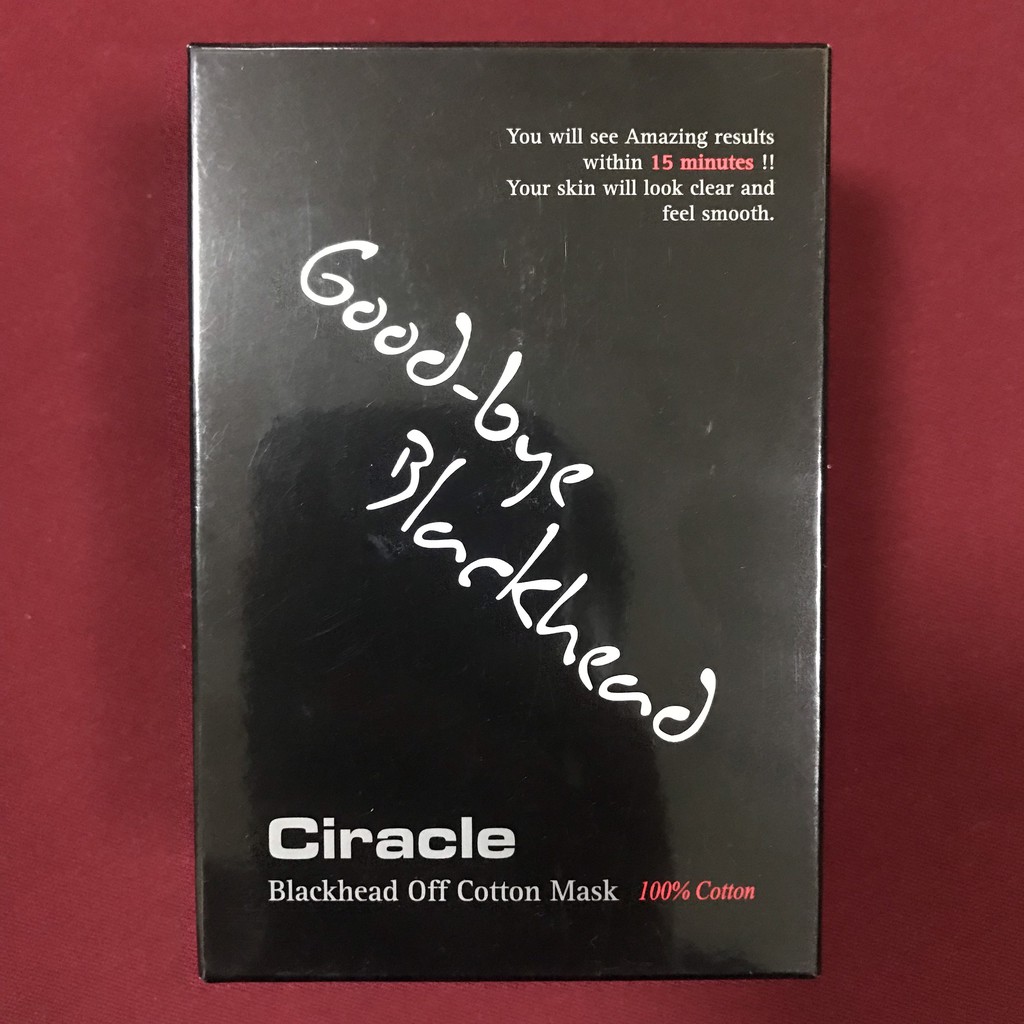 You will see Amazing results
within 15 minutes !!
Your skin will look clear and
feel smooth.
Good-bye
Blackhead
Ciracle
Blackhead Off Cotton Mask 100% Cotton